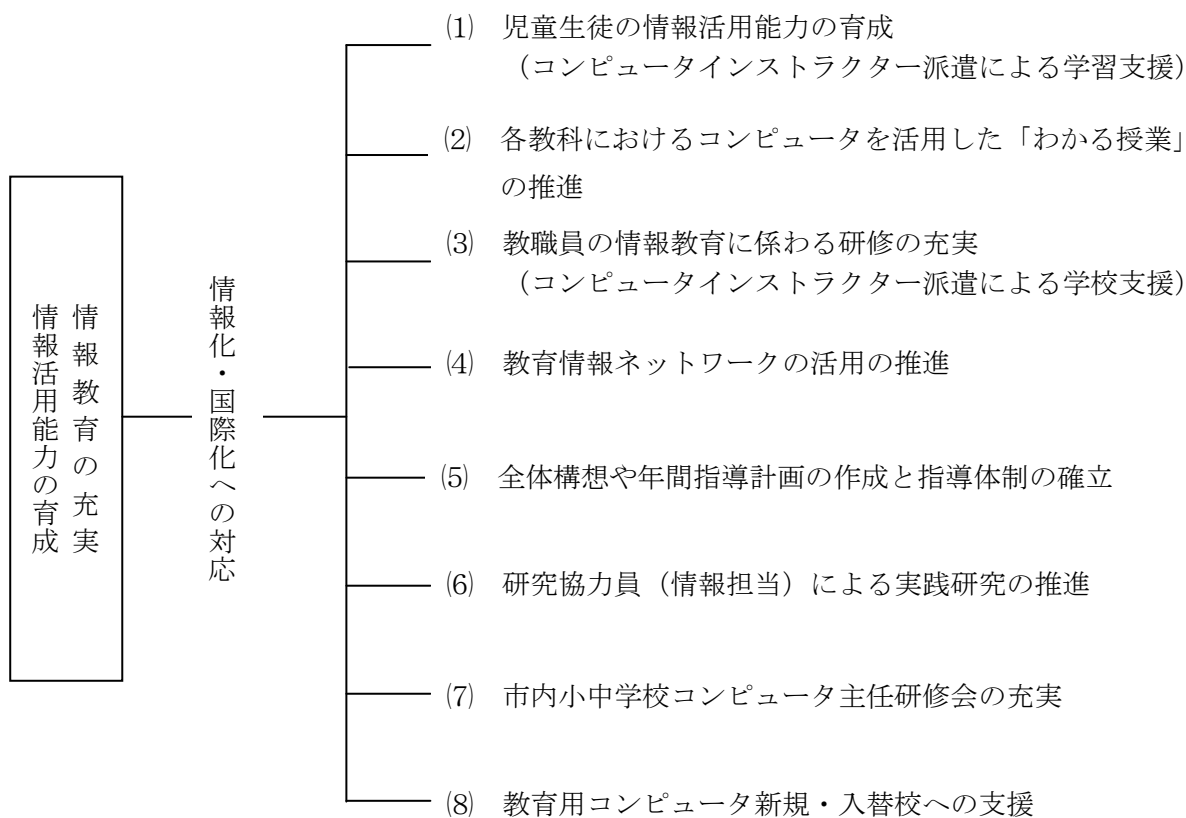 情報教育の充実
情報活用能力の育成
情報化・国際化への対応
⑴ 児童生徒の情報活用能力の育成
（コンピュータインストラクター派遣による学習支援）
⑵ 各教科におけるコンピュータを活用した「わかる授業」
の推進
⑶ 教職員の情報教育に係わる研修の充実
（コンピュータインストラクター派遣による学校支援）
⑷ 教育情報ネットワークの活用の推進
⑸ 全体構想や年間指導計画の作成と指導体制の確立
⑹ 研究協力員（情報担当）による実践研究の推進
⑺ 市内小中学校コンピュータ主任研修会の充実
⑻ 教育用コンピュータ新規・入替校への支援